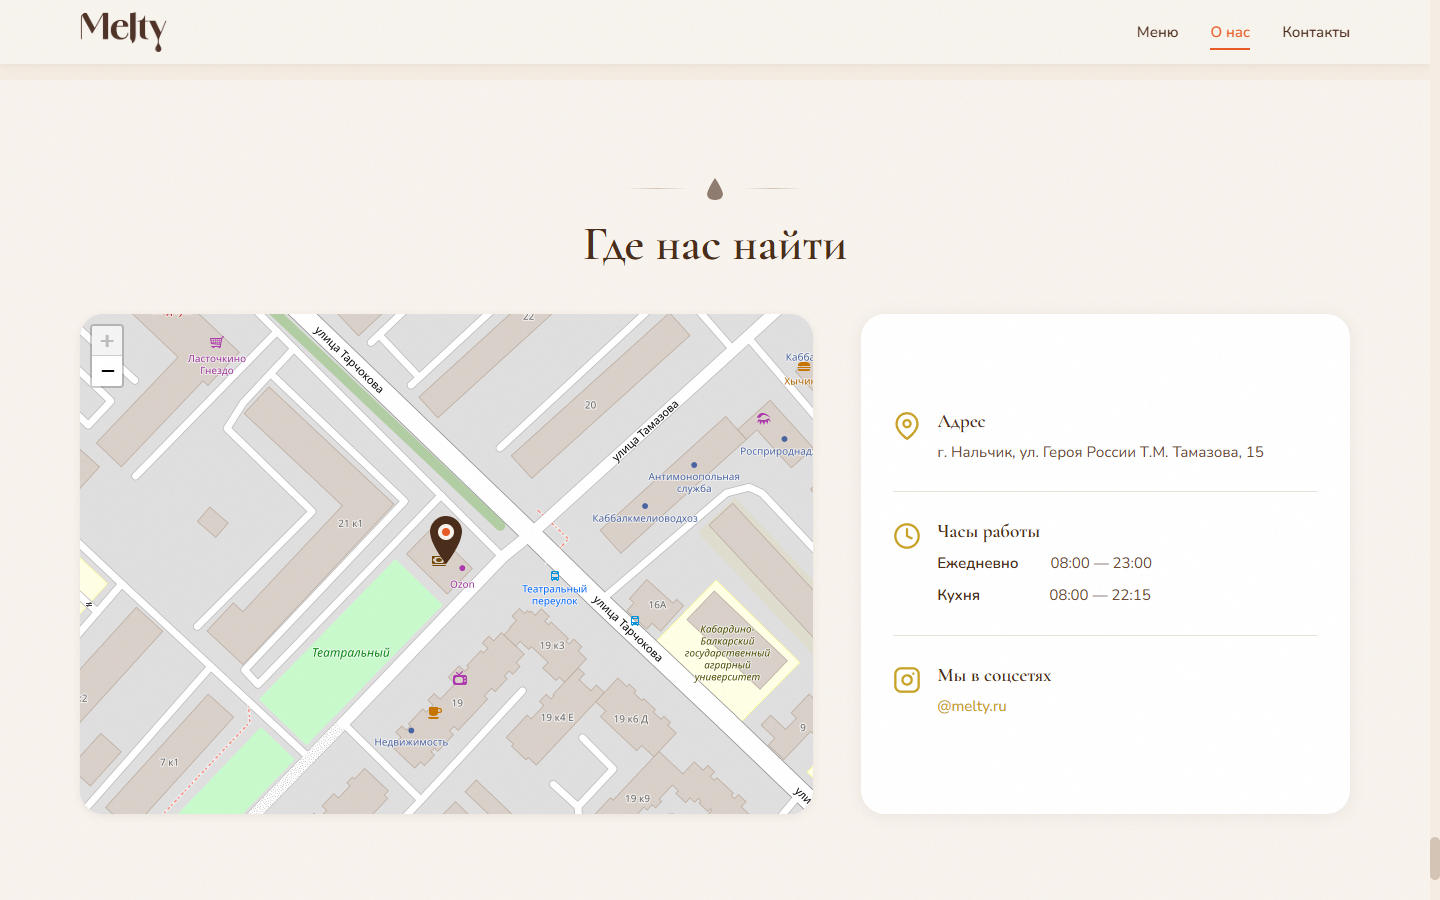 Melty
Меню
О нас
Контакты
Где нас найти
+
−
22
улица Тарчокова
Ласточкино
Гнездо
20
улица Тамазова
Хычин
Росприроднад
Антимонопольная
служба
Каббалкмелиоводхоз
21 к1
Ozon
Театральный
переулок
улица Тарчокова
16А
Кабардино-
Балкарский
государственный
аграрный
университет
Театральный
19 к3
19
19 к4 Е
19 к6 Д
9
Недвижимость
7 к1
19 к9
ули
Адрес
г. Нальчик, ул. Героя России Т.М. Тамазова, 15
Часы работы
Ежедневно 08:00 — 23:00
Кухня 08:00 — 22:15
Мы в соцсетях
@melty.ru